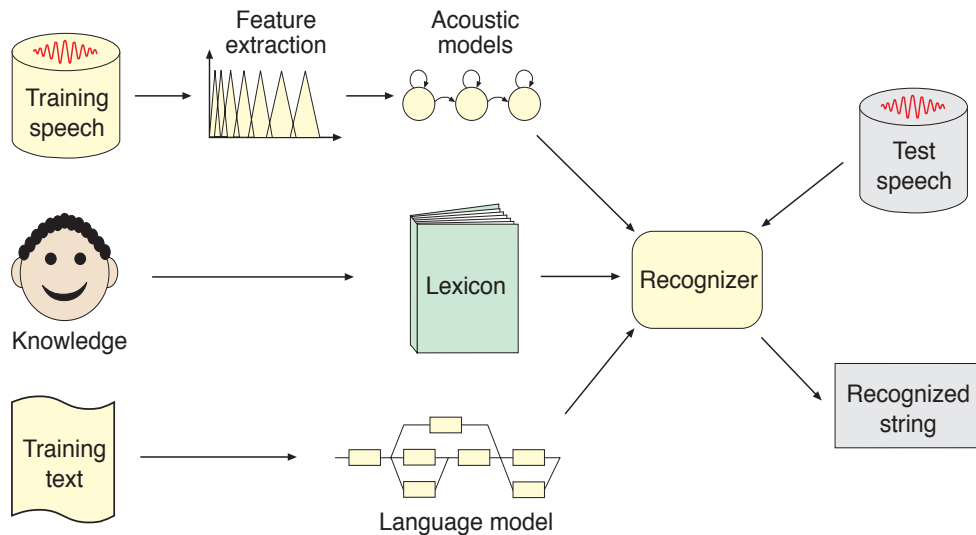 Feature
extraction
Acoustic
models
Training
speech
Test
speech
Lexicon
Recognizer
Knowledge
Recognized
string
Training
text
Language model